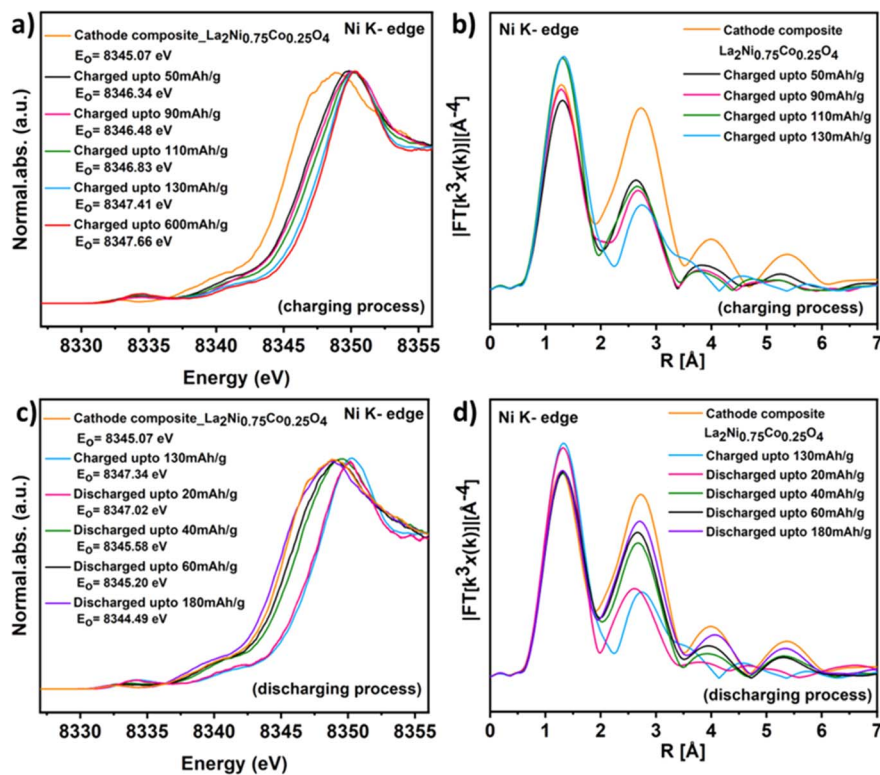 a)
Ni K- edge
Cathode composite_La2Ni0.75Co0.25O4
Eo= 8345.07 eV
Charged upto 50mAh/g
Eo= 8346.34 eV
Charged upto 90mAh/g
Eo= 8346.48 eV
Charged upto 110mAh/g
Eo= 8346.83 eV
Charged upto 130mAh/g
Eo= 8347.41 eV
Charged upto 600mAh/g
Eo= 8347.66 eV
(charging process)
Normal.abs. (a.u.)
8330 8335 8340 8345 8350 8355
Energy (eV)
b)
Ni K- edge
Cathode composite
La2Ni0.75Co0.25O4
Charged upto 50mAh/g
Charged upto 90mAh/g
Charged upto 110mAh/g
Charged upto 130mAh/g
(charging process)
|FT[k3x(k)]|[Å-4]
0 1 2 3 4 5 6 7
R [Å]
c)
Ni K- edge
Cathode composite_La2Ni0.75Co0.25O4
Eo= 8345.07 eV
Charged upto 130mAh/g
Eo= 8347.34 eV
Discharged upto 20mAh/g
Eo= 8347.02 eV
Discharged upto 40mAh/g
Eo= 8345.58 eV
Discharged upto 60mAh/g
Eo= 8345.20 eV
Discharged upto 180mAh/g
Eo= 8344.49 eV
(discharging process)
Normal.abs. (a.u.)
8330 8335 8340 8345 8350 8355
Energy (eV)
d)
Ni K- edge
Cathode composite
La2Ni0.75Co0.25O4
Charged upto 130mAh/g
Discharged upto 20mAh/g
Discharged upto 40mAh/g
Discharged upto 60mAh/g
Discharged upto 180mAh/g
(discharging process)
|FT[k3x(k)]|[Å-4]
0 1 2 3 4 5 6 7
R [Å]